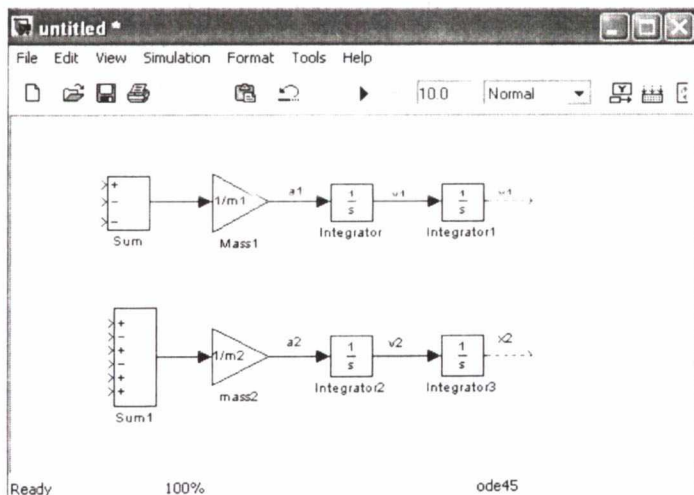 untitled *
File Edit View Simulation Format Tools Help
10.0 Normal
+
-
-
Sum
1/m1
Mass1
a1
1
s
Integrator
v1
1
s
Integrator1
+
-
+
-
+
+
Sum1
1/m2
mass2
a2
1
s
Integrator2
v2
1
s
Integrator3
x2
Ready 100% ode45